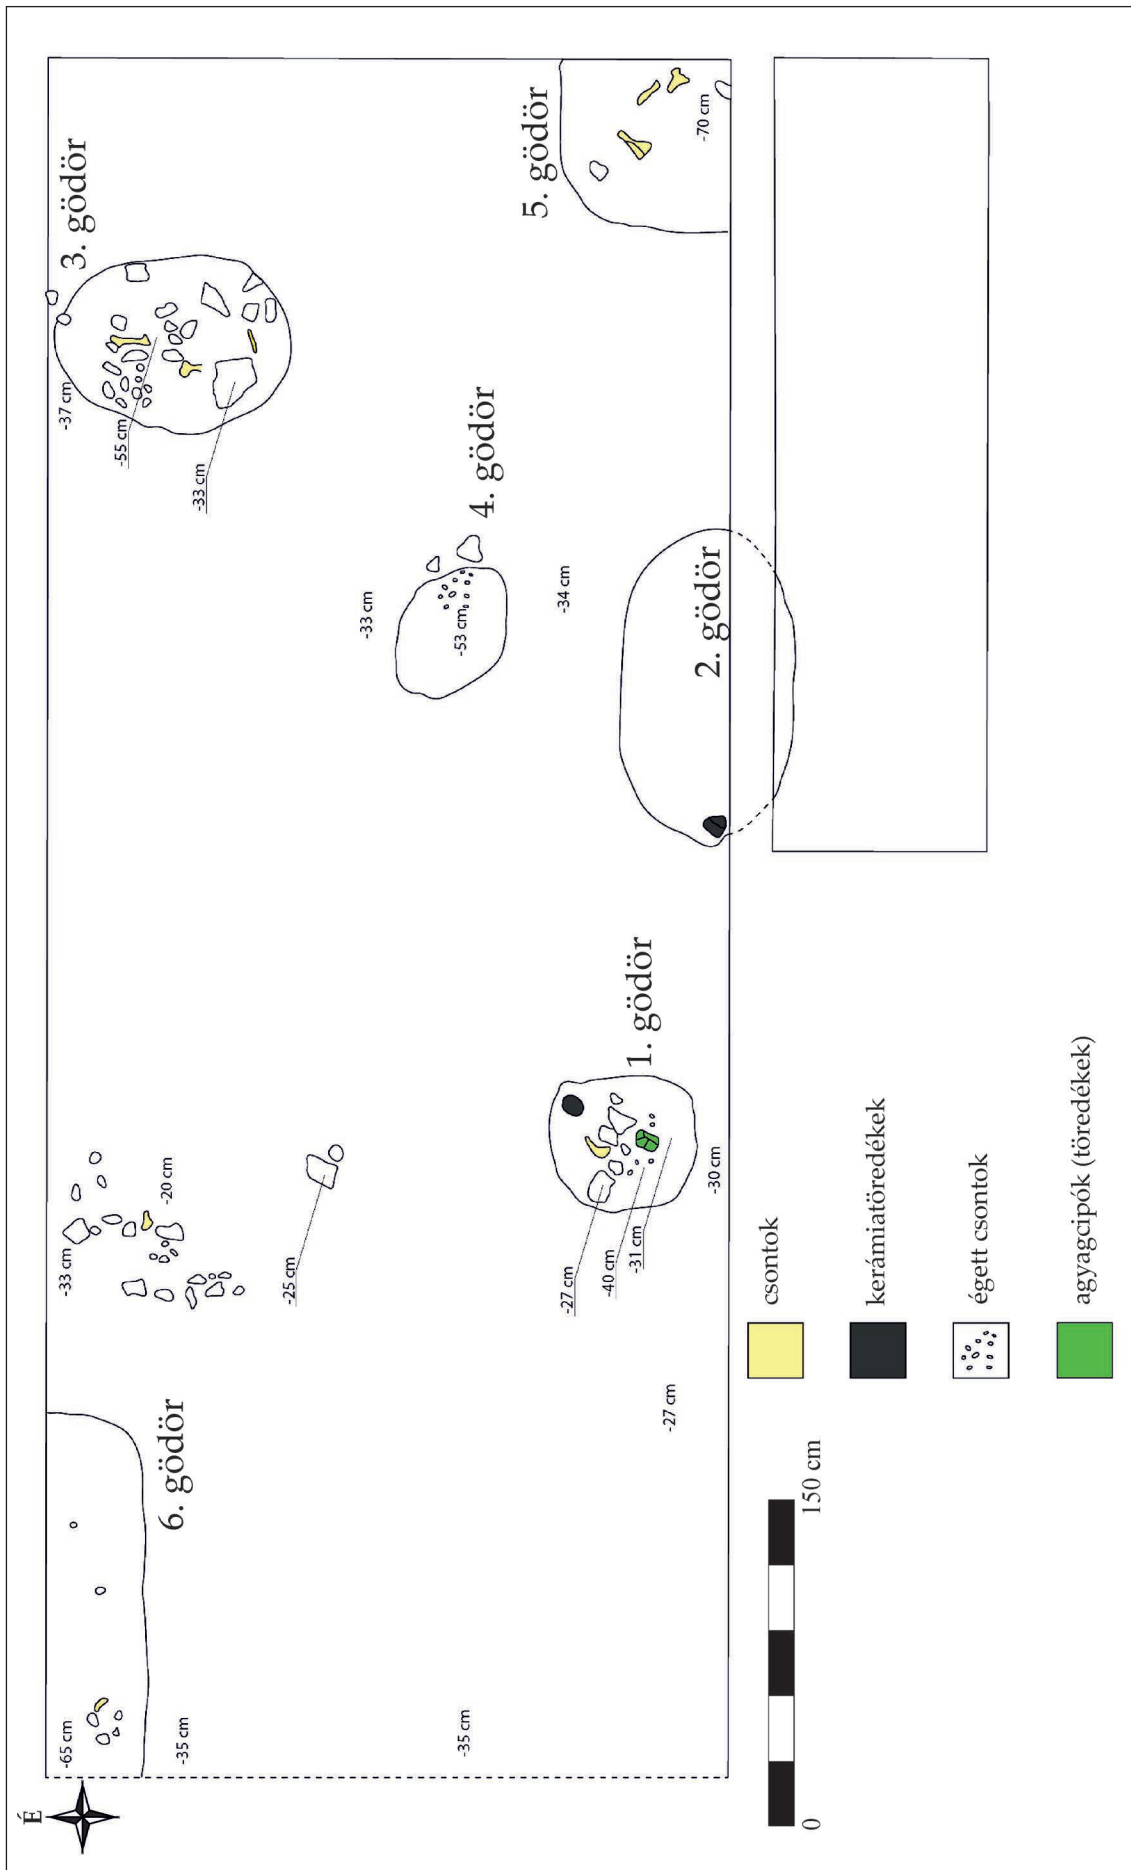 É
-65 cm
-35 cm
-35 cm
6. gödör
-33 cm
-20 cm
-25 cm
-27 cm
-27 cm
-40 cm
-31 cm
-30 cm
1. gödör
2. gödör
-33 cm
-53 cm
-34 cm
4. gödör
-37 cm
-55 cm
-33 cm
3. gödör
5. gödör
-70 cm
0
150 cm
csontok
kerámiatöredékek
égett csontok
agyagcipók (töredékek)